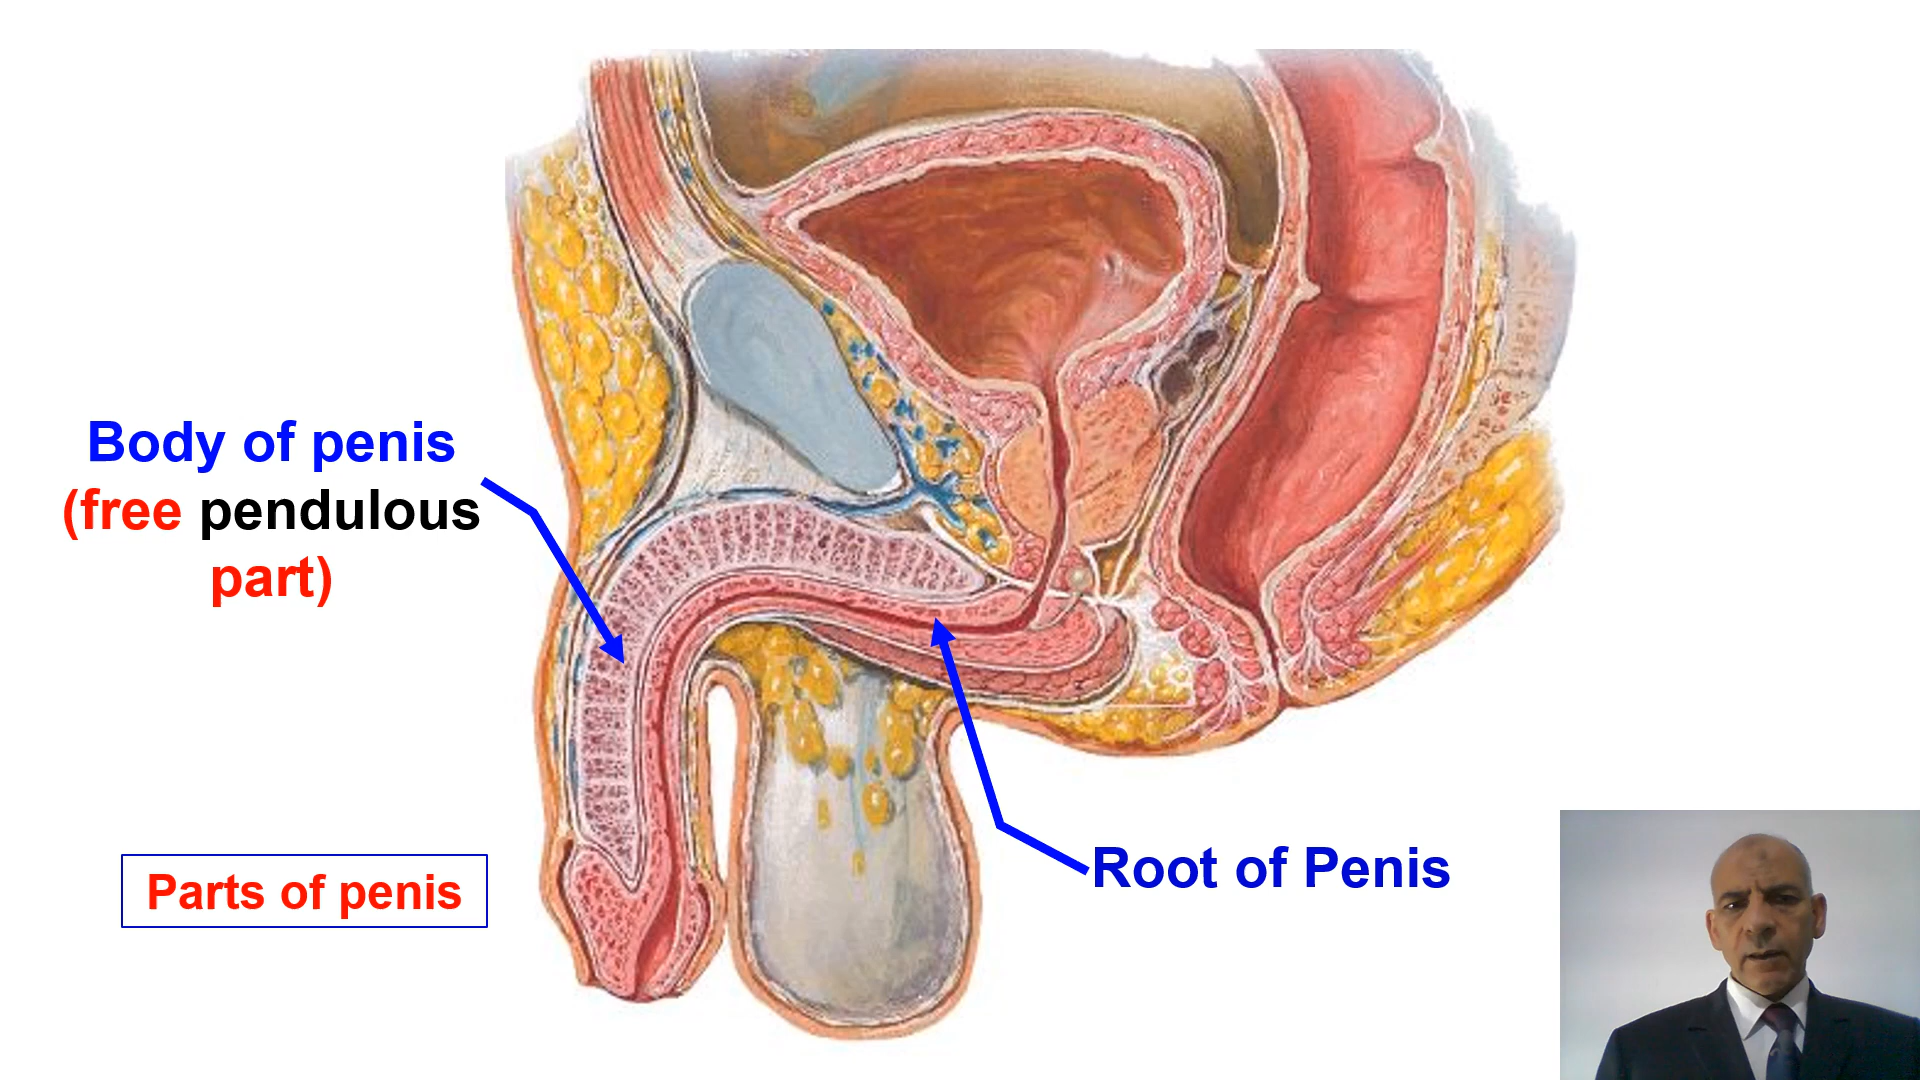 Body of penis
(free pendulous
part)
Root of Penis
Parts of penis